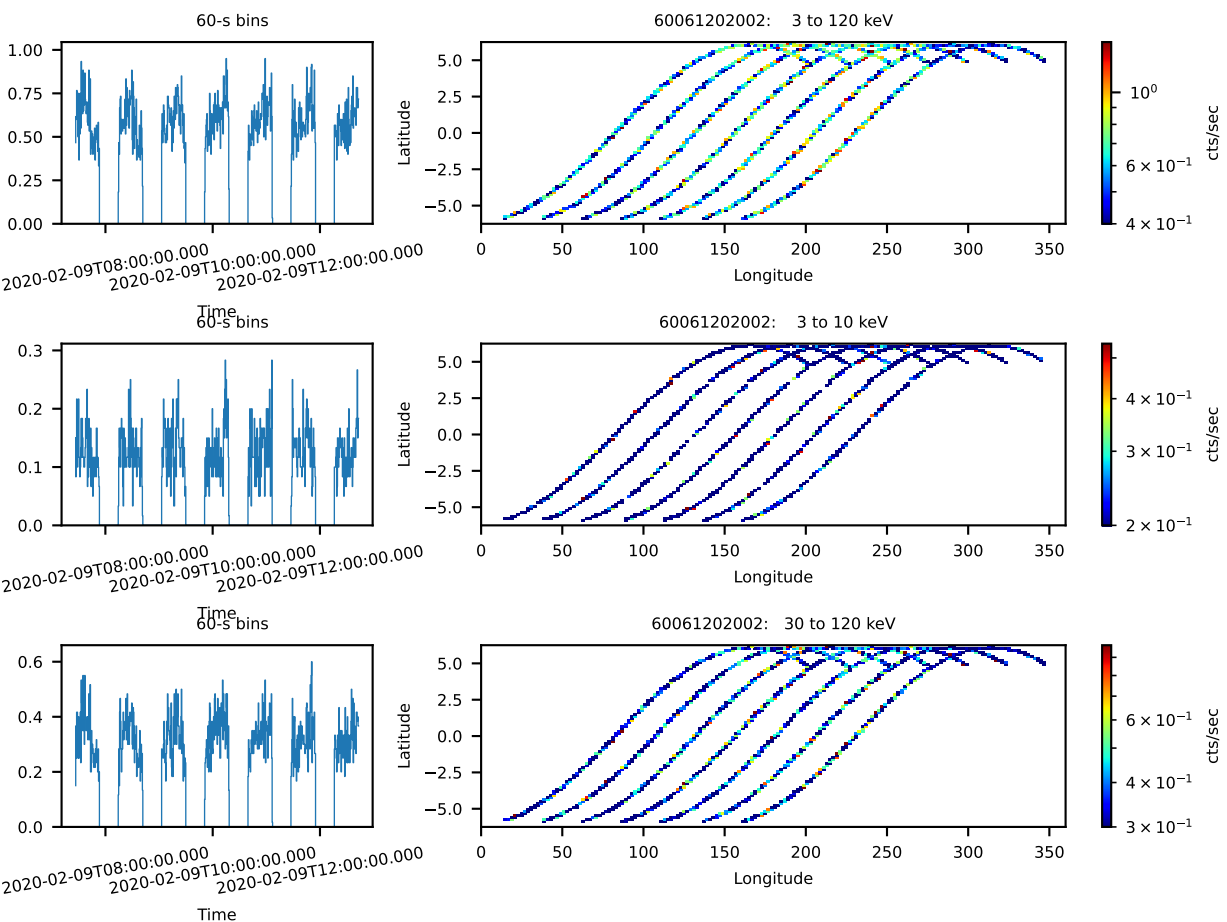 60-s bins
1.00
0.75
0.50
0.25
0.00
2020-02-09T08:00:00.000
2020-02-09T10:00:00.000
2020-02-09T12:00:00.000
Time
60061202002: 3 to 120 keV
Latitude
5.0
2.5
0.0
−2.5
−5.0
0 50 100 150 200 250 300 350
Longitude
10⁰
6 × 10⁻¹
4 × 10⁻¹
cts/sec
60-s bins
0.3
0.2
0.1
0.0
2020-02-09T08:00:00.000
2020-02-09T10:00:00.000
2020-02-09T12:00:00.000
Time
60061202002: 3 to 10 keV
Latitude
5.0
2.5
0.0
−2.5
−5.0
0 50 100 150 200 250 300 350
Longitude
4 × 10⁻¹
3 × 10⁻¹
2 × 10⁻¹
cts/sec
60-s bins
0.6
0.4
0.2
0.0
2020-02-09T08:00:00.000
2020-02-09T10:00:00.000
2020-02-09T12:00:00.000
Time
60061202002: 30 to 120 keV
Latitude
5.0
2.5
0.0
−2.5
−5.0
0 50 100 150 200 250 300 350
Longitude
6 × 10⁻¹
4 × 10⁻¹
3 × 10⁻¹
cts/sec